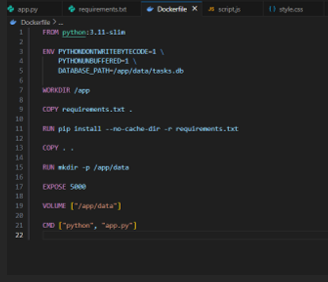 app.py
requirements.txt
Dockerfile
script.js
style.css
Dockerfile > ...
1 FROM python:3.11-slim
2
3 ENV PYTHONDONTWRITEBYTECODE=1 \
4 PYTHONUNBUFFERED=1 \
5 DATABASE_PATH=/app/data/tasks.db
6
7 WORKDIR /app
8
9 COPY requirements.txt .
10
11 RUN pip install --no-cache-dir -r requirements.txt
12
13 COPY . .
14
15 RUN mkdir -p /app/data
16
17 EXPOSE 5000
18
19 VOLUME ["/app/data"]
20
21 CMD ["python", "app.py"]
22